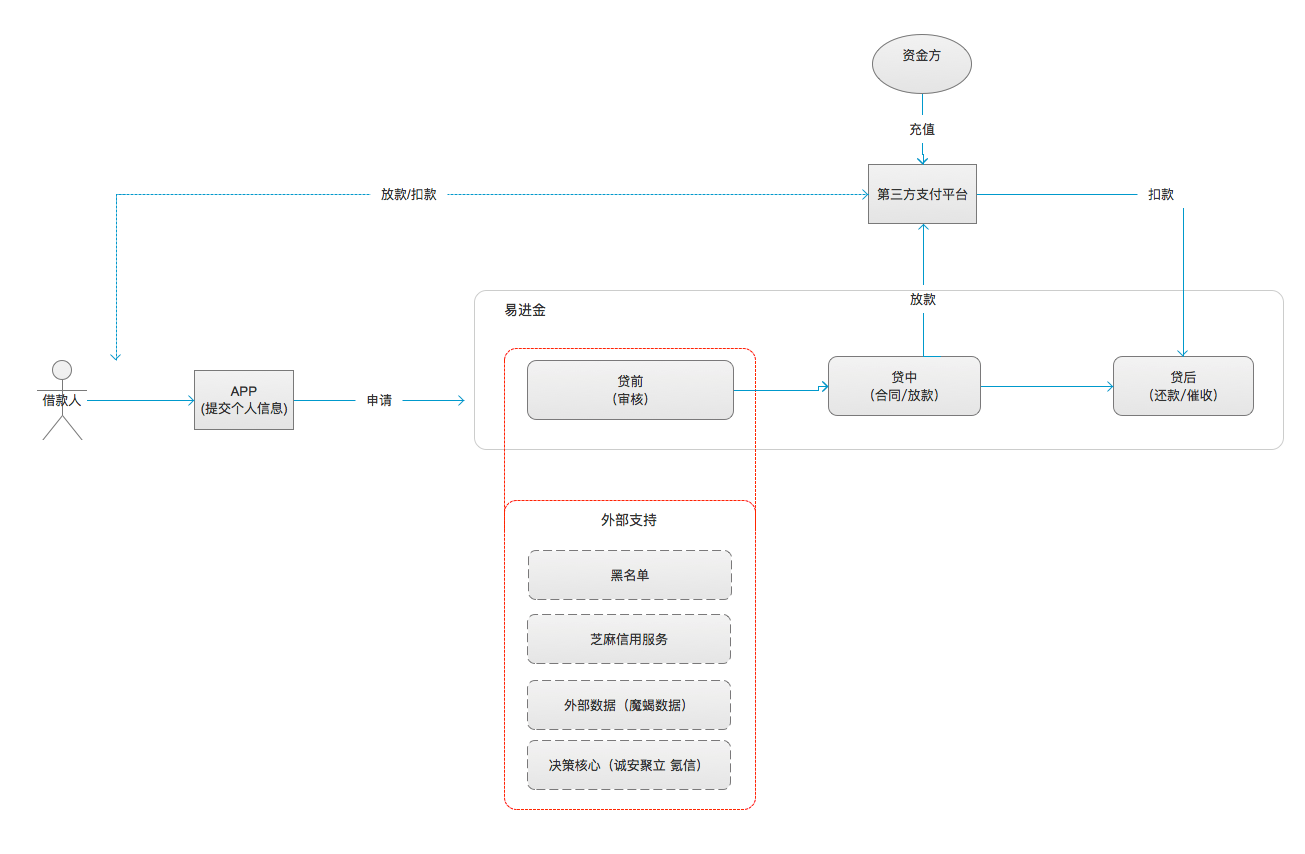 资金方
充值
放款/扣款
第三方支付平台
扣款
放款
易进金
贷前
（审核）
贷中
（合同/放款）
贷后
（还款/催收）
借款人
APP
(提交个人信息)
申请
外部支持
黑名单
芝麻信用服务
外部数据（魔蝎数据）
决策核心（诚安聚立 氪信）